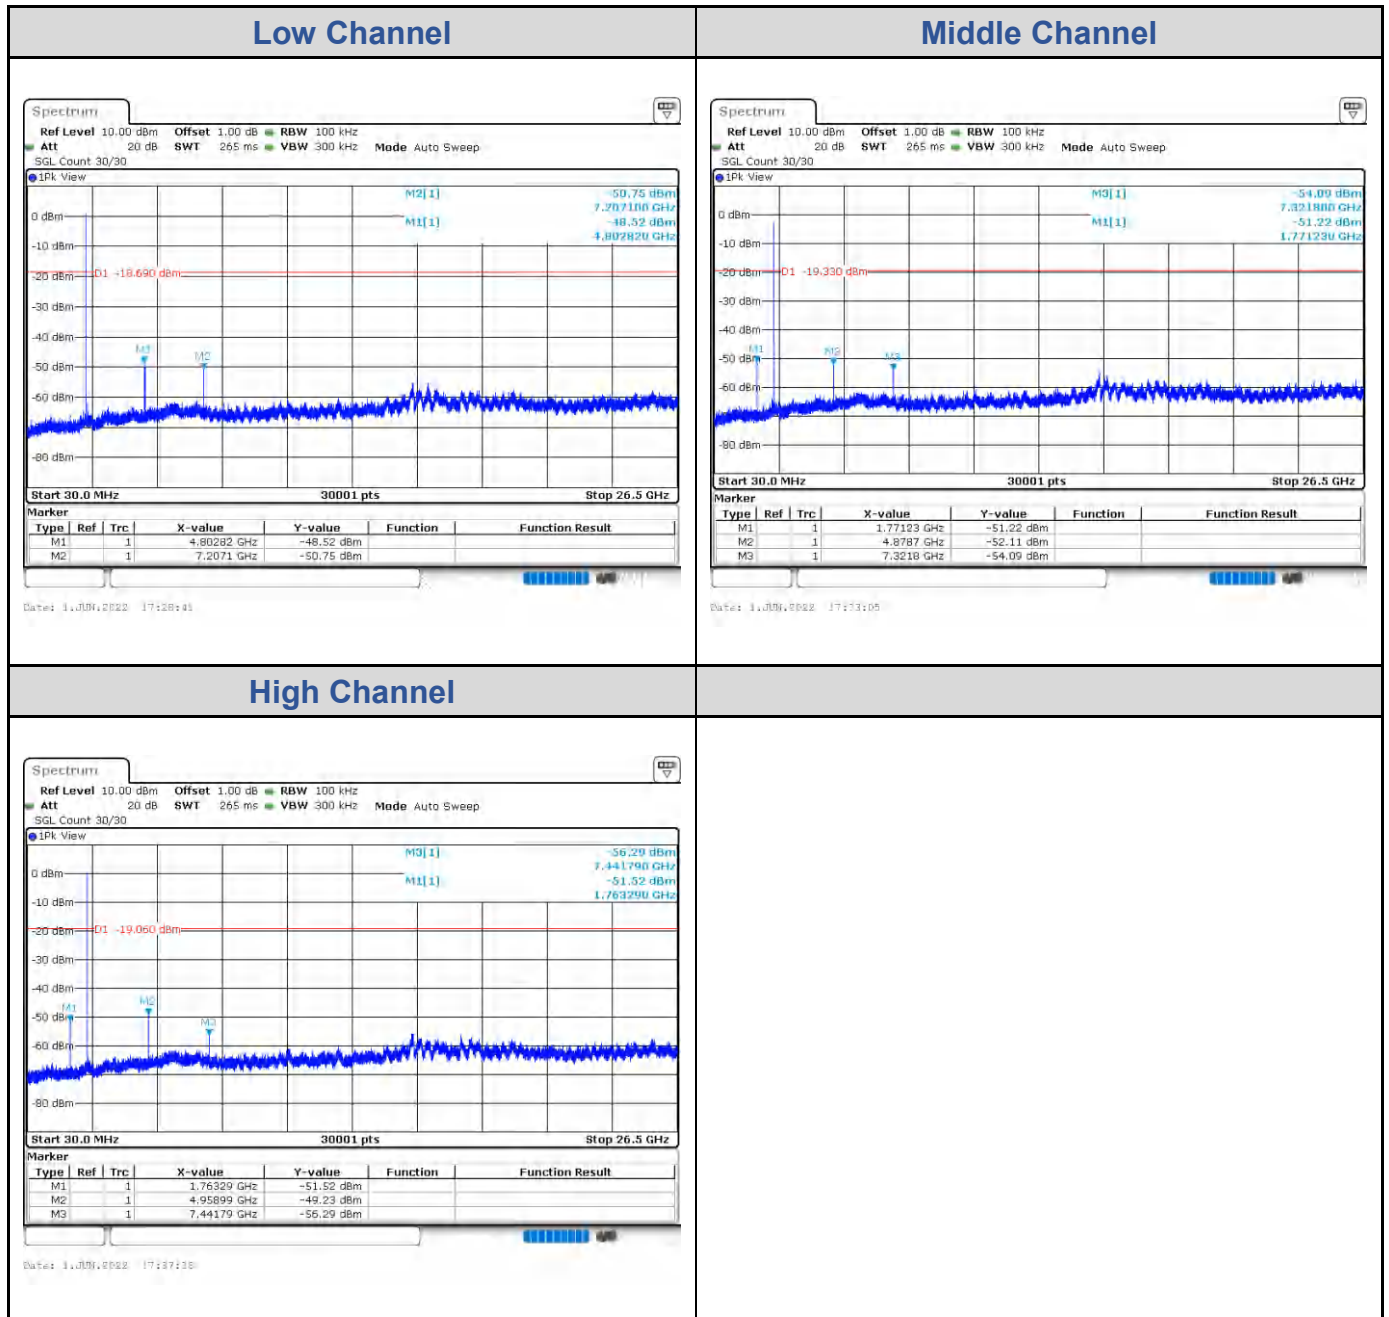 Low Channel
Middle Channel
Spectrum
Ref Level 10.00 dBm Offset 1.00 dB RBW 100 kHz
Att 20 dB SWT 265 ms VBW 300 kHz Mode Auto Sweep
SGL Count 30/30
1Pk View
M2[1] -50.75 dBm
7.207100 GHz
M1[1] -48.52 dBm
4.802820 GHz
0 dBm
-10 dBm
-20 dBm
D1 -18.690 dBm
-30 dBm
-40 dBm
M1
M2
-50 dBm
-60 dBm
-80 dBm
Start 30.0 MHz 30001 pts Stop 26.5 GHz
Marker
Type Ref Trc X-value Y-value Function Function Result
M1 1 4.80282 GHz -48.52 dBm
M2 1 7.2071 GHz -50.75 dBm
Date: 1.JUN.2022 17:28:41
Spectrum
Ref Level 10.00 dBm Offset 1.00 dB RBW 100 kHz
Att 20 dB SWT 265 ms VBW 300 kHz Mode Auto Sweep
SGL Count 30/30
1Pk View
M3[1] -54.09 dBm
7.321800 GHz
M1[1] -51.22 dBm
1.771230 GHz
0 dBm
-10 dBm
-20 dBm
D1 -19.330 dBm
-30 dBm
-40 dBm
M1
M2
M3
-50 dBm
-60 dBm
-80 dBm
Start 30.0 MHz 30001 pts Stop 26.5 GHz
Marker
Type Ref Trc X-value Y-value Function Function Result
M1 1 1.77123 GHz -51.22 dBm
M2 1 4.8787 GHz -52.11 dBm
M3 1 7.3218 GHz -54.09 dBm
Date: 1.JUN.2022
High Channel
Spectrum
Ref Level 10.00 dBm Offset 1.00 dB RBW 100 kHz
Att 20 dB SWT 265 ms VBW 300 kHz Mode Auto Sweep
SGL Count 30/30
1Pk View
M3[1] -56.29 dBm
7.441790 GHz
M1[1] -51.52 dBm
1.763290 GHz
0 dBm
-10 dBm
-20 dBm
D1 -19.060 dBm
-30 dBm
-40 dBm
M1
M2
M3
-50 dBm
-60 dBm
-80 dBm
Start 30.0 MHz 30001 pts Stop 26.5 GHz
Marker
Type Ref Trc X-value Y-value Function Function Result
M1 1 1.76329 GHz -51.52 dBm
M2 1 4.95899 GHz -49.23 dBm
M3 1 7.44179 GHz -56.29 dBm
Date: 1.JUN.2022